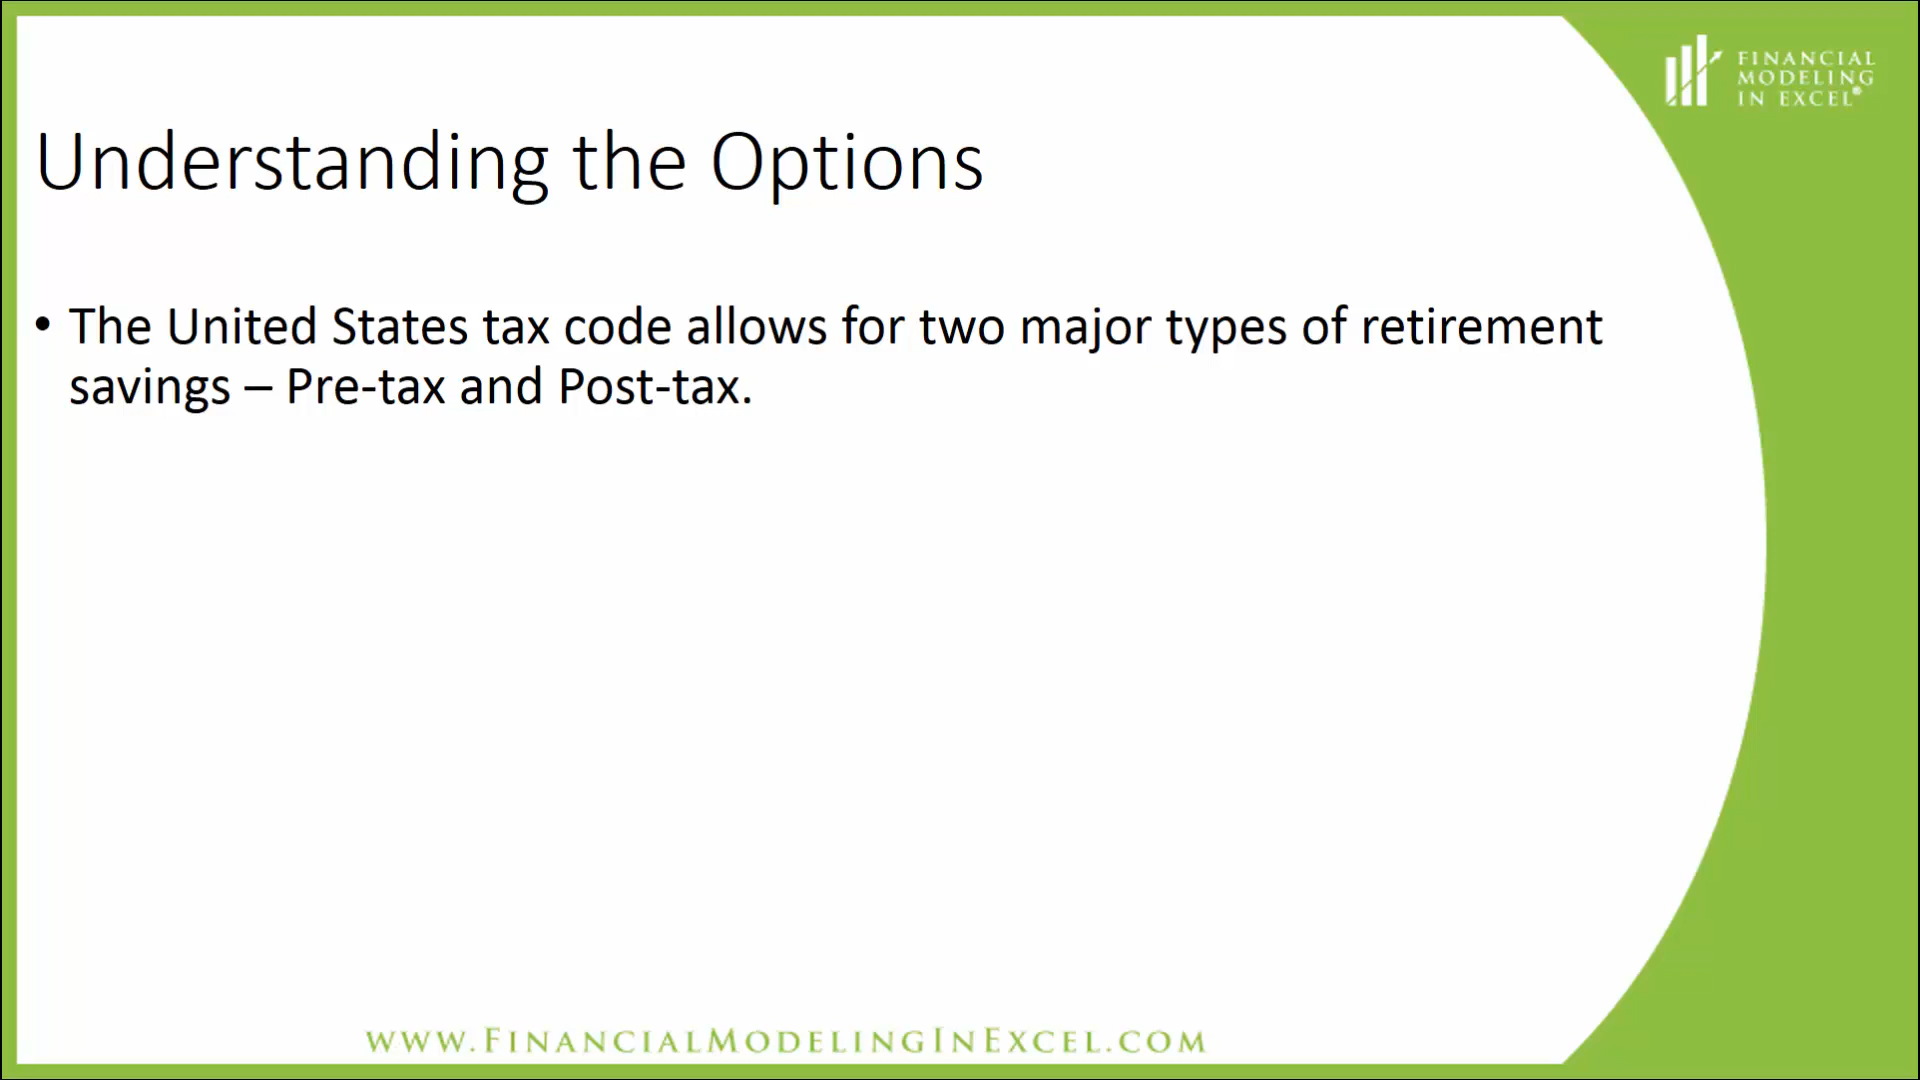 FINANCIAL
MODELING
IN EXCEL®
Understanding the Options
• The United States tax code allows for two major types of retirement
savings – Pre-tax and Post-tax.
www.FinancialModelingInExcel.com